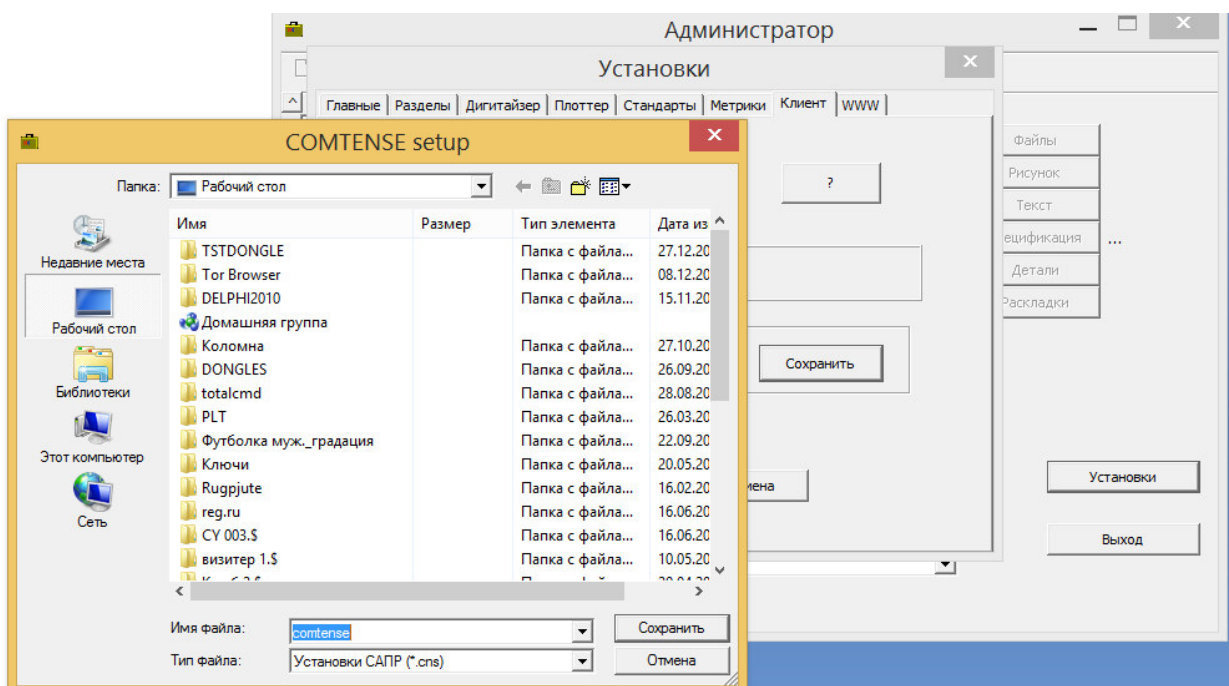 Администратор
Установки
Главные Разделы Дигитайзер Плоттер Стандарты Метрики Клиент WWW
?
Сохранить
Файлы
Рисунок
Текст
ецификация ...
Детали
Раскладки
Установки
Выход
COMTENSE setup
Папка: Рабочий стол
Недавние места
Рабочий стол
Библиотеки
Этот компьютер
Сеть
Имя Размер Тип элемента Дата из
TSTDONGLE Папка с файла... 27.12.20
Tor Browser Папка с файла... 08.12.20
DELPHI2010 Папка с файла... 15.11.20
Домашняя группа
Коломна Папка с файла... 27.10.20
DONGLES Папка с файла... 26.09.20
totalcmd Папка с файла... 28.08.20
PLT Папка с файла... 26.03.20
Футболка муж._градация Папка с файла... 22.09.20
Ключи Папка с файла... 20.05.20
Rugpjute Папка с файла... 16.02.20
reg.ru Папка с файла... 16.06.20
CY 003.$ Папка с файла... 16.06.20
визитер 1.$ Папка с файла... 10.05.20
Имя файла: comtense Сохранить
Тип файла: Установки САПР (*.cns) Отмена